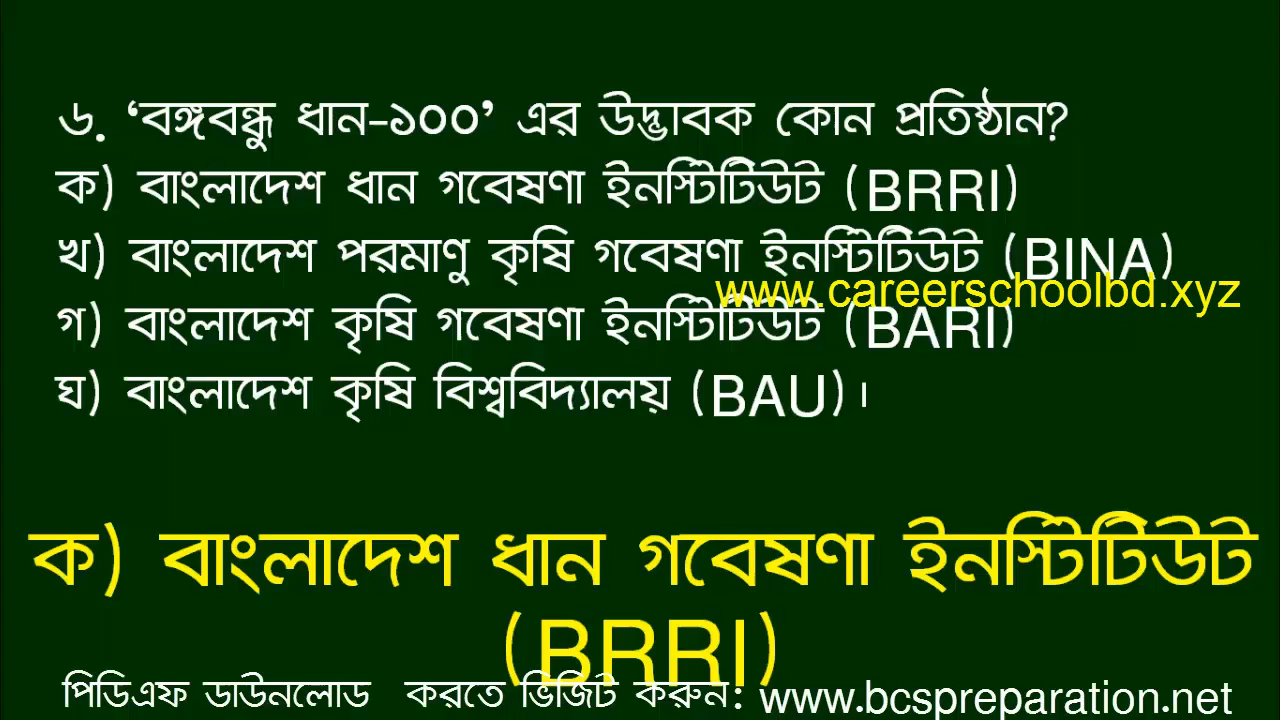 ৬. ‘বঙ্গবন্ধু ধান-১০০’ এর উদ্ভাবক কোন প্রতিষ্ঠান?
ক) বাংলাদেশ ধান গবেষণা ইনস্টিটিউট (BRRI)
খ) বাংলাদেশ পরমাণু কৃষি গবেষণা ইনস্টিটিউট (BINA)
www.careerschoolbd.xyz
গ) বাংলাদেশ কৃষি গবেষণা ইনস্টিটিউট (BARI)
ঘ) বাংলাদেশ কৃষি বিশ্ববিদ্যালয় (BAU)।
ক) বাংলাদেশ ধান গবেষণা ইনস্টিটিউট
(BRRI)
পিডিএফ ডাউনলোড করতে ভিজিট করুন: www.bcspreparation.net